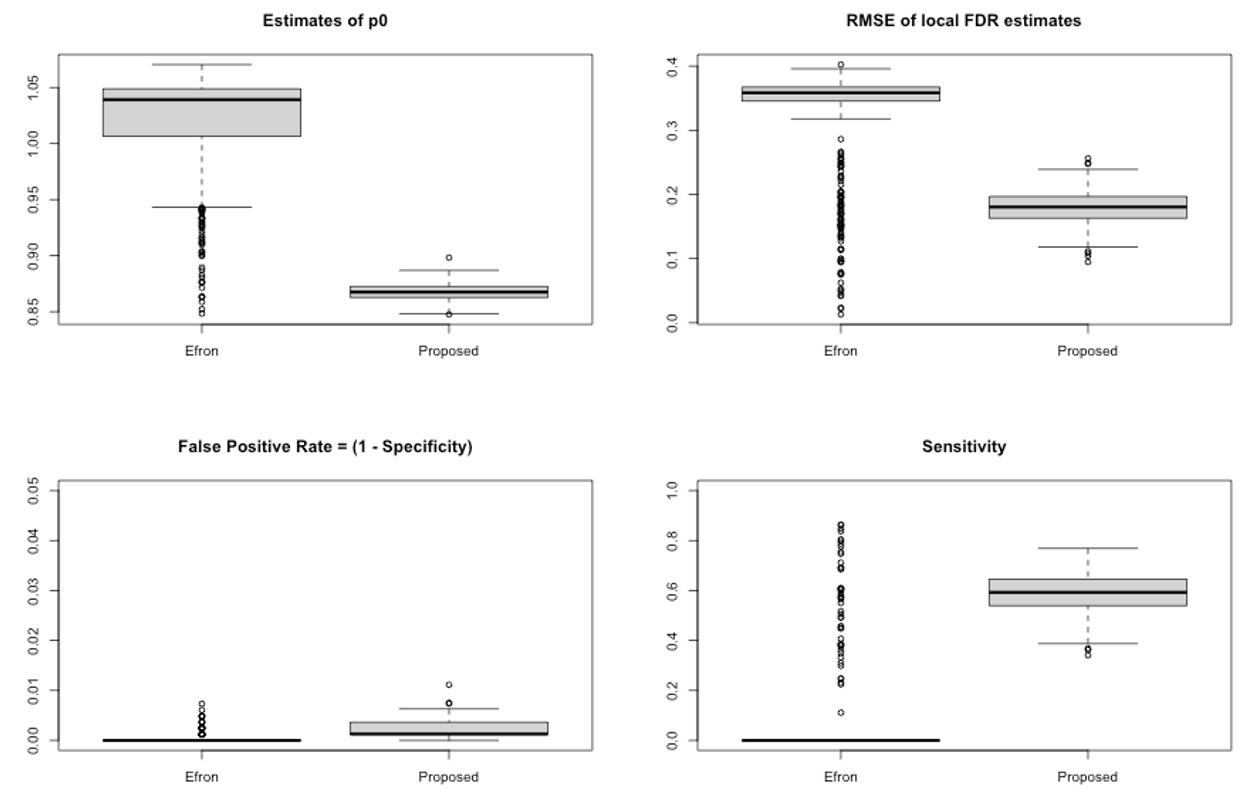 Estimates of p0
1.05
1.00
0.95
0.90
0.85
Efron
Proposed
RMSE of local FDR estimates
0.4
0.3
0.2
0.1
0.0
Efron
Proposed
False Positive Rate = (1 - Specificity)
0.05
0.04
0.03
0.02
0.01
0.00
Efron
Proposed
Sensitivity
1.0
0.8
0.6
0.4
0.2
0.0
Efron
Proposed